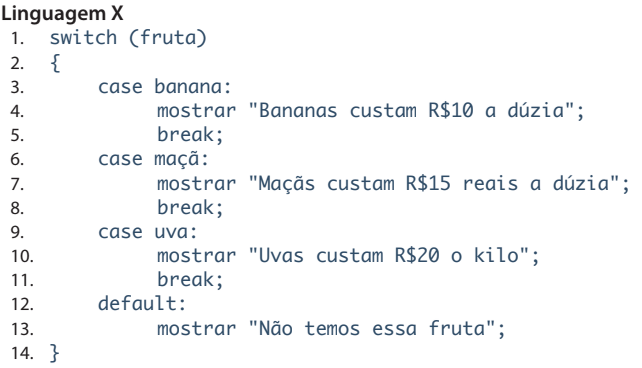 Linguagem X
1. switch (fruta)
2. {
3. case banana:
4. mostrar "Bananas custam R$10 a dúzia";
5. break;
6. case maçã:
7. mostrar "Maçãs custam R$15 reais a dúzia";
8. break;
9. case uva:
10. mostrar "Uvas custam R$20 o kilo";
11. break;
12. default:
13. mostrar "Não temos essa fruta";
14. }